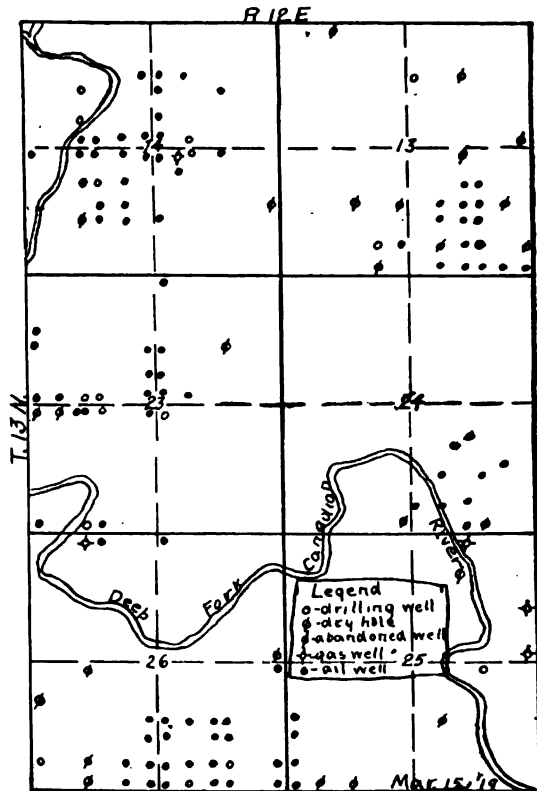 R 12 E
14
13
T. 13 N.
23
24
Canadian
River
Deep
Fork
Legend
o-drilling well
ø-dry hole
-abandoned well
-gas well
-oil well
26
25
Mar. 15, '19